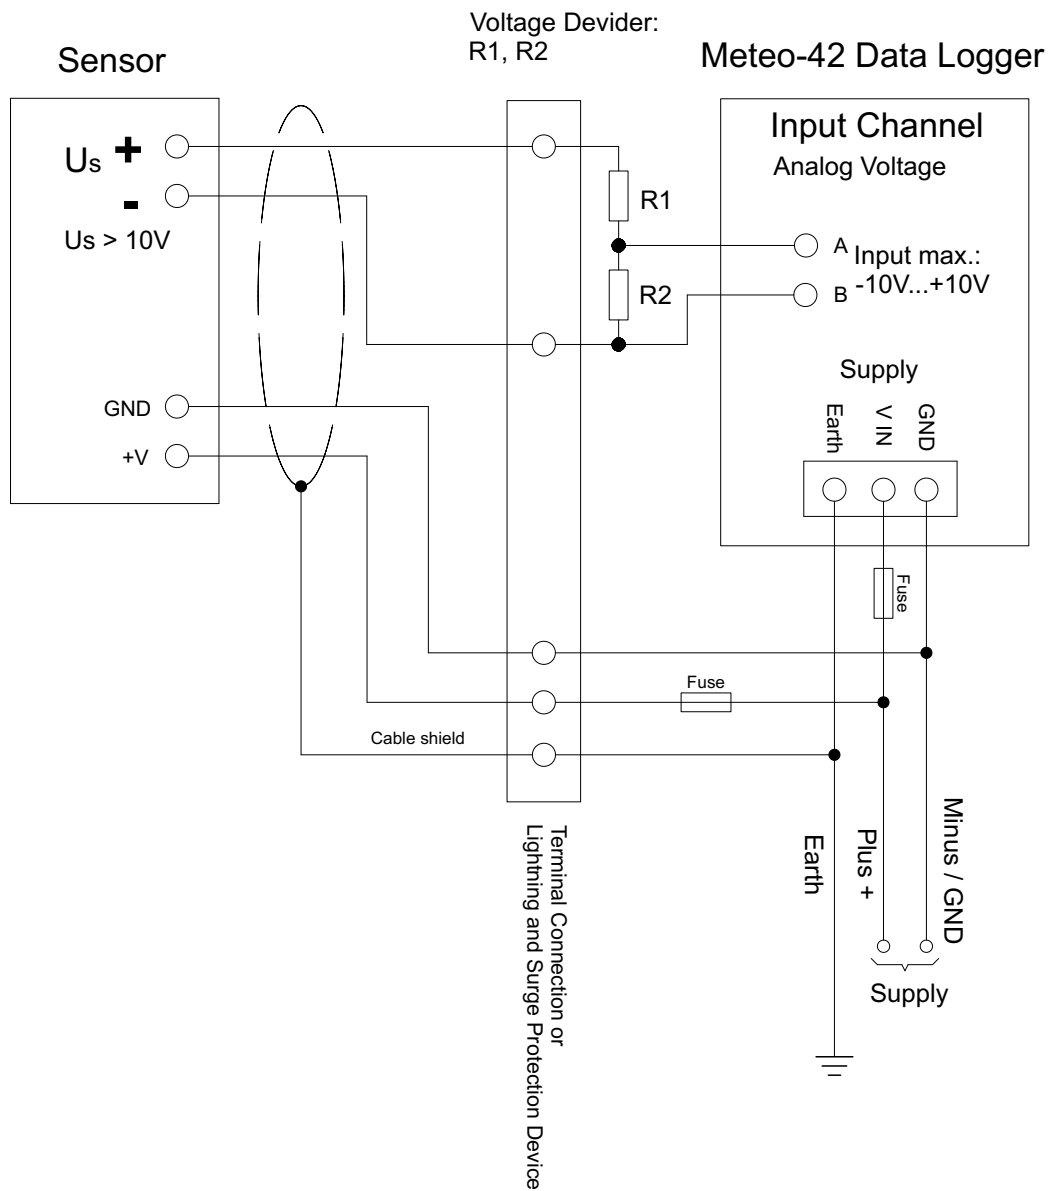 Voltage Devider:
R1, R2
Sensor
Meteo-42 Data Logger
Us +
-
Us > 10V
GND
+V
R1
R2
Input Channel
Analog Voltage
A
B
Input max.:
-10V...+10V
Supply
Earth
V IN
GND
Fuse
Fuse
Cable shield
Terminal Connection or
Lightning and Surge Protection Device
Earth
Plus +
Minus / GND
Supply